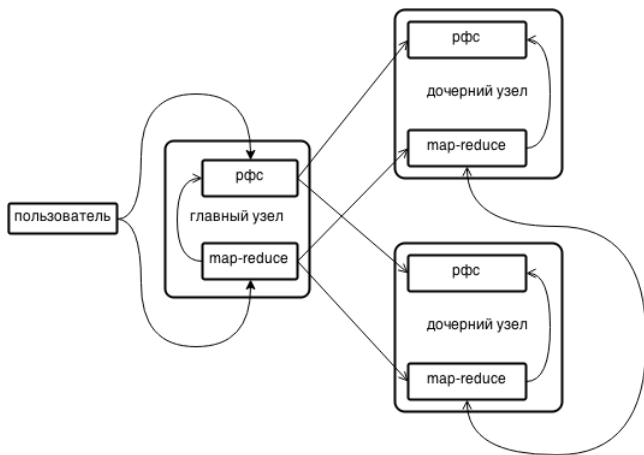 пользователь
рфс
главный узел
map-reduce
рфс
дочерний узел
map-reduce
рфс
дочерний узел
map-reduce